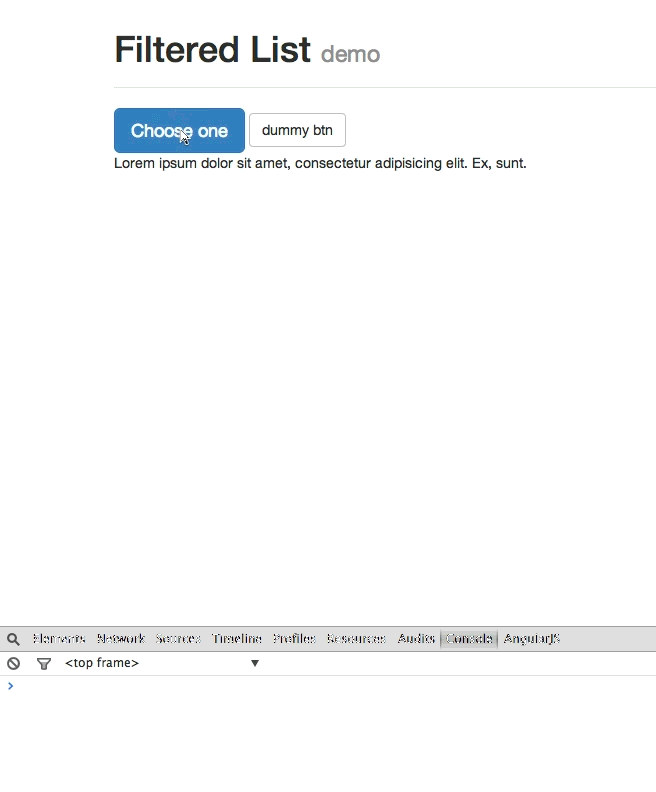 Filtered List demo
Choose one dummy btn
Lorem ipsum dolor sit amet, consectetur adipisicing elit. Ex, sunt.
Elements Network Sources Timeline Profiles Resources Audits Console AngularJS
<top frame>